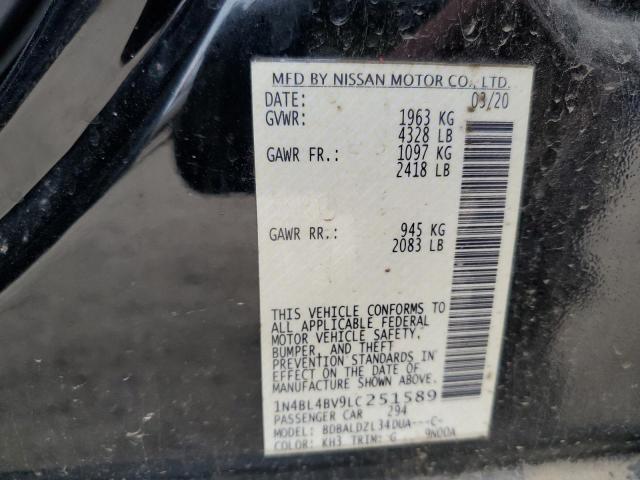 MFD BY NISSAN MOTOR CO., LTD.
DATE: 03/20
GVWR: 1963 KG
4328 LB
GAWR FR.: 1097 KG
2418 LB
GAWR RR.: 945 KG
2083 LB
THIS VEHICLE CONFORMS TO
ALL APPLICABLE FEDERAL
MOTOR VEHICLE SAFETY,
BUMPER, AND THEFT
PREVENTION STANDARDS IN
EFFECT ON THE DATE OF
MANUFACTURE SHOWN ABOVE.
1N4BL4BV9LC251589
PASSENGER CAR 294
MODEL: BDBALDZL34DUA---C-
COLOR: KH3 TRIM: G 9N00A